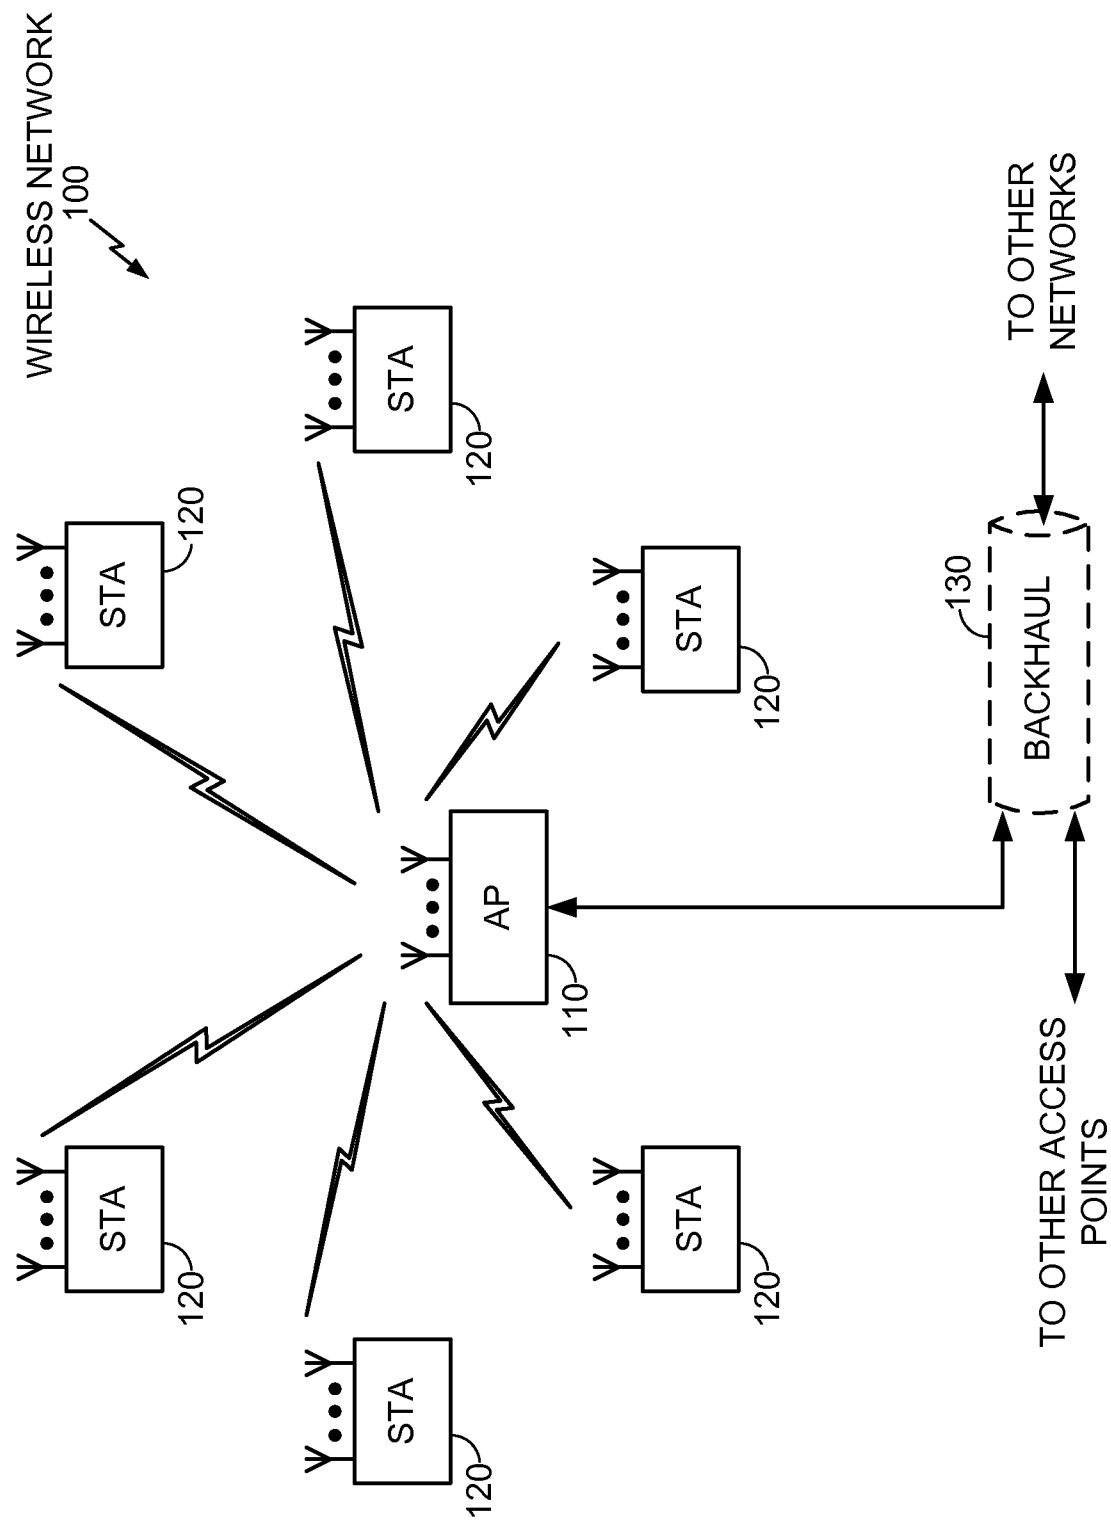 WIRELESS NETWORK
100
STA
120
STA
120
STA
120
STA
120
AP
110
STA
120
STA
120
130
BACKHAUL
TO OTHER ACCESS
POINTS
TO OTHER
NETWORKS